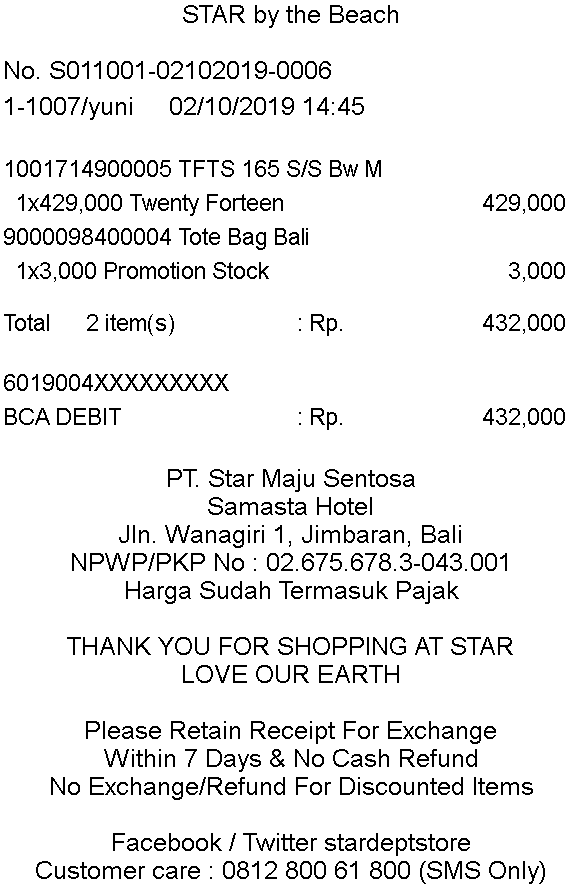 STAR by the Beach
No. S011001-02102019-0006
1-1007/yuni 02/10/2019 14:45
1001714900005 TFTS 165 S/S Bw M
1x429,000 Twenty Forteen 429,000
9000098400004 Tote Bag Bali
1x3,000 Promotion Stock 3,000
Total 2 item(s) : Rp. 432,000
6019004XXXXXXXXX
BCA DEBIT : Rp. 432,000
PT. Star Maju Sentosa
Samasta Hotel
Jln. Wanagiri 1, Jimbaran, Bali
NPWP/PKP No : 02.675.678.3-043.001
Harga Sudah Termasuk Pajak
THANK YOU FOR SHOPPING AT STAR
LOVE OUR EARTH
Please Retain Receipt For Exchange
Within 7 Days & No Cash Refund
No Exchange/Refund For Discounted Items
Facebook / Twitter stardeptstore
Customer care : 0812 800 61 800 (SMS Only)